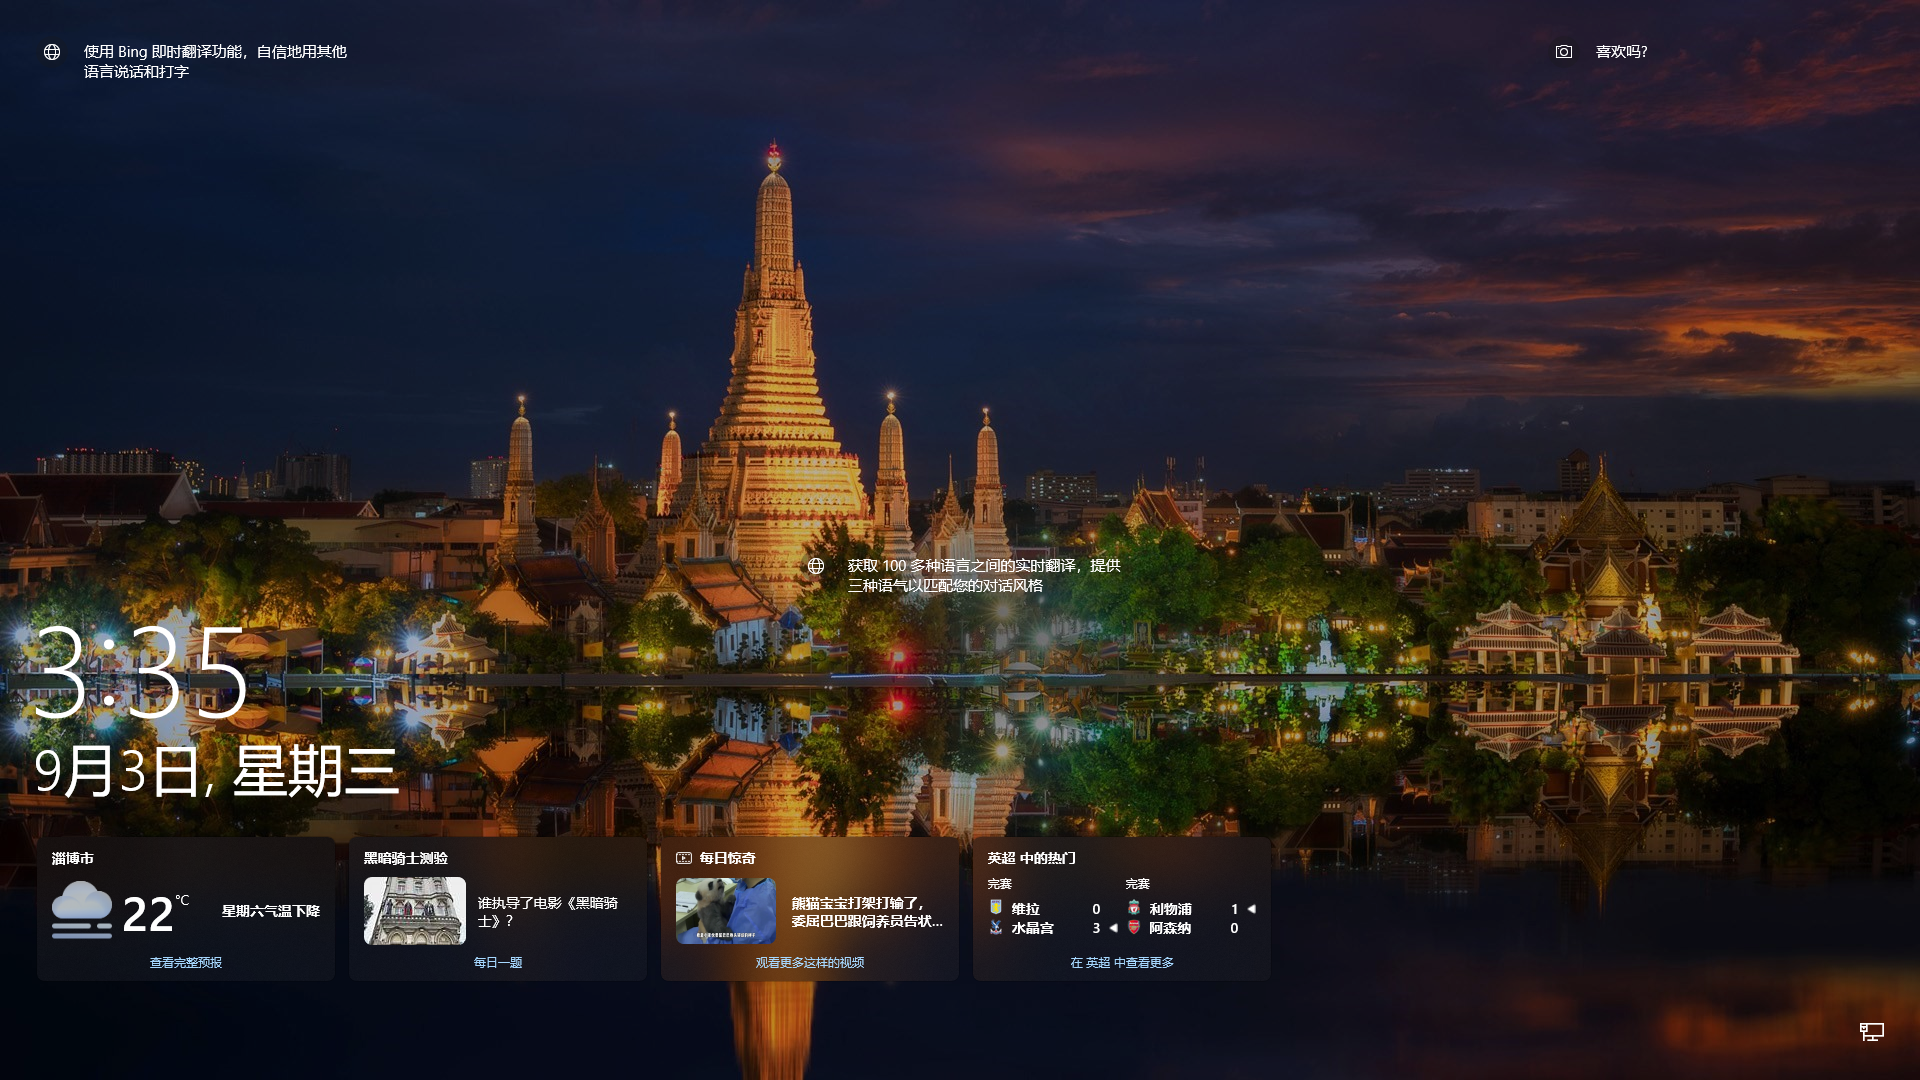 使用 Bing 即时翻译功能，自信地用其他
语言说话和打字
喜欢吗?
获取 100 多种语言之间的实时翻译，提供
三种语气以匹配您的对话风格
3:35
9月3日, 星期三
淄博市
22°C
星期六气温下降
查看完整预报
黑暗骑士测验
谁执导了电影《黑暗骑
士》?
每日一题
每日惊奇
熊猫宝宝打架打输了，
委屈巴巴跟饲养员告状...
观看更多这样的视频
英超 中的热门
完赛
维拉 0
水晶宫 3
完赛
利物浦 1
阿森纳 0
在 英超 中查看更多